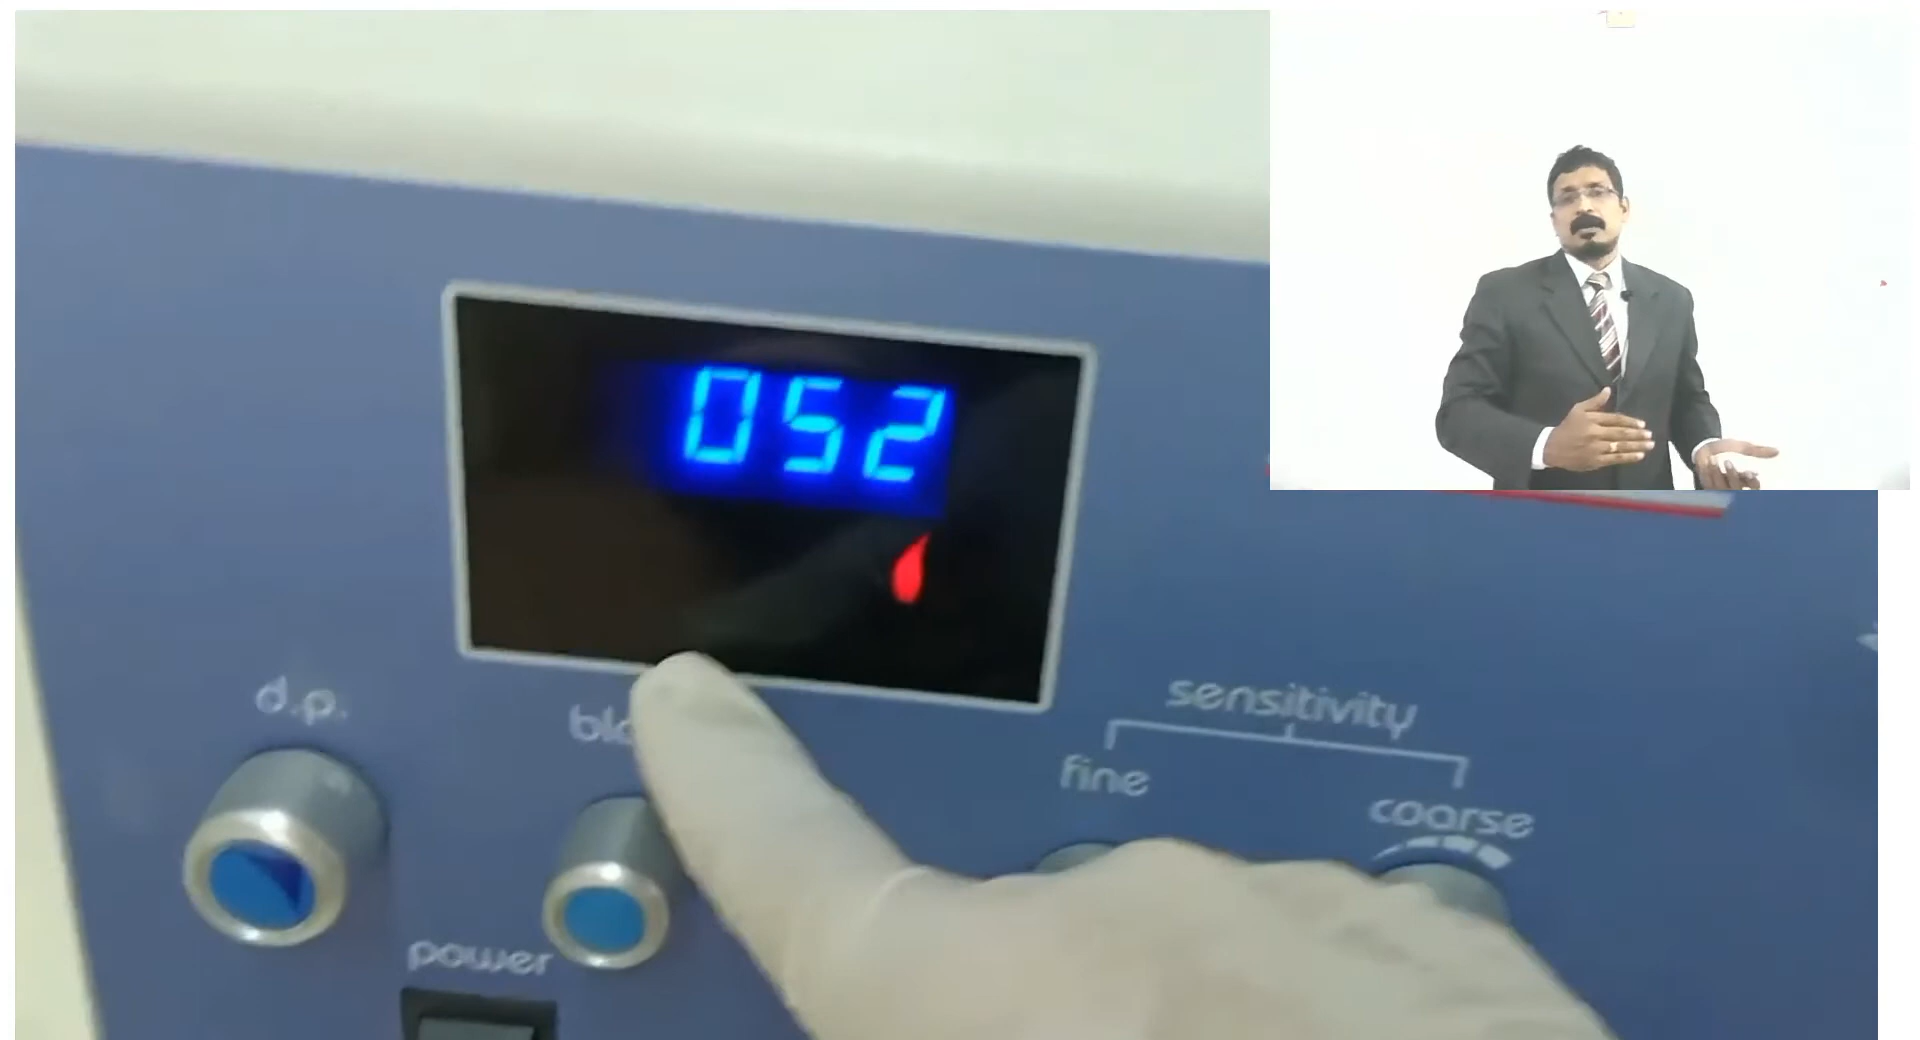 052
d.p.
sensitivity
fine
coarse
power